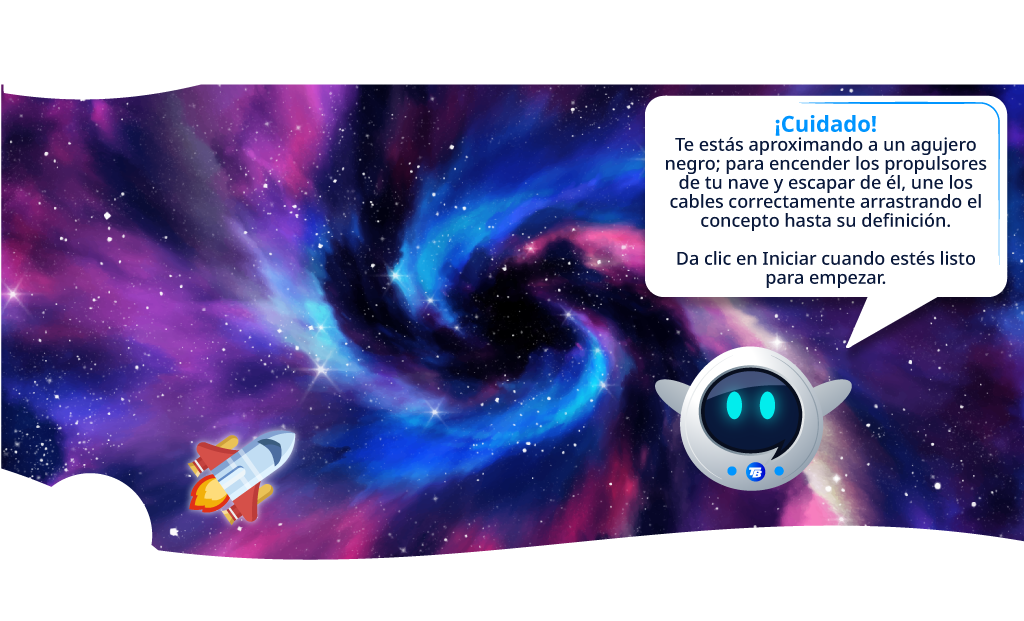 ¡Cuidado!
Te estás aproximando a un agujero
negro; para encender los propulsores
de tu nave y escapar de él, une los
cables correctamente arrastrando el
concepto hasta su definición.
Da clic en Iniciar cuando estés listo
para empezar.
TB